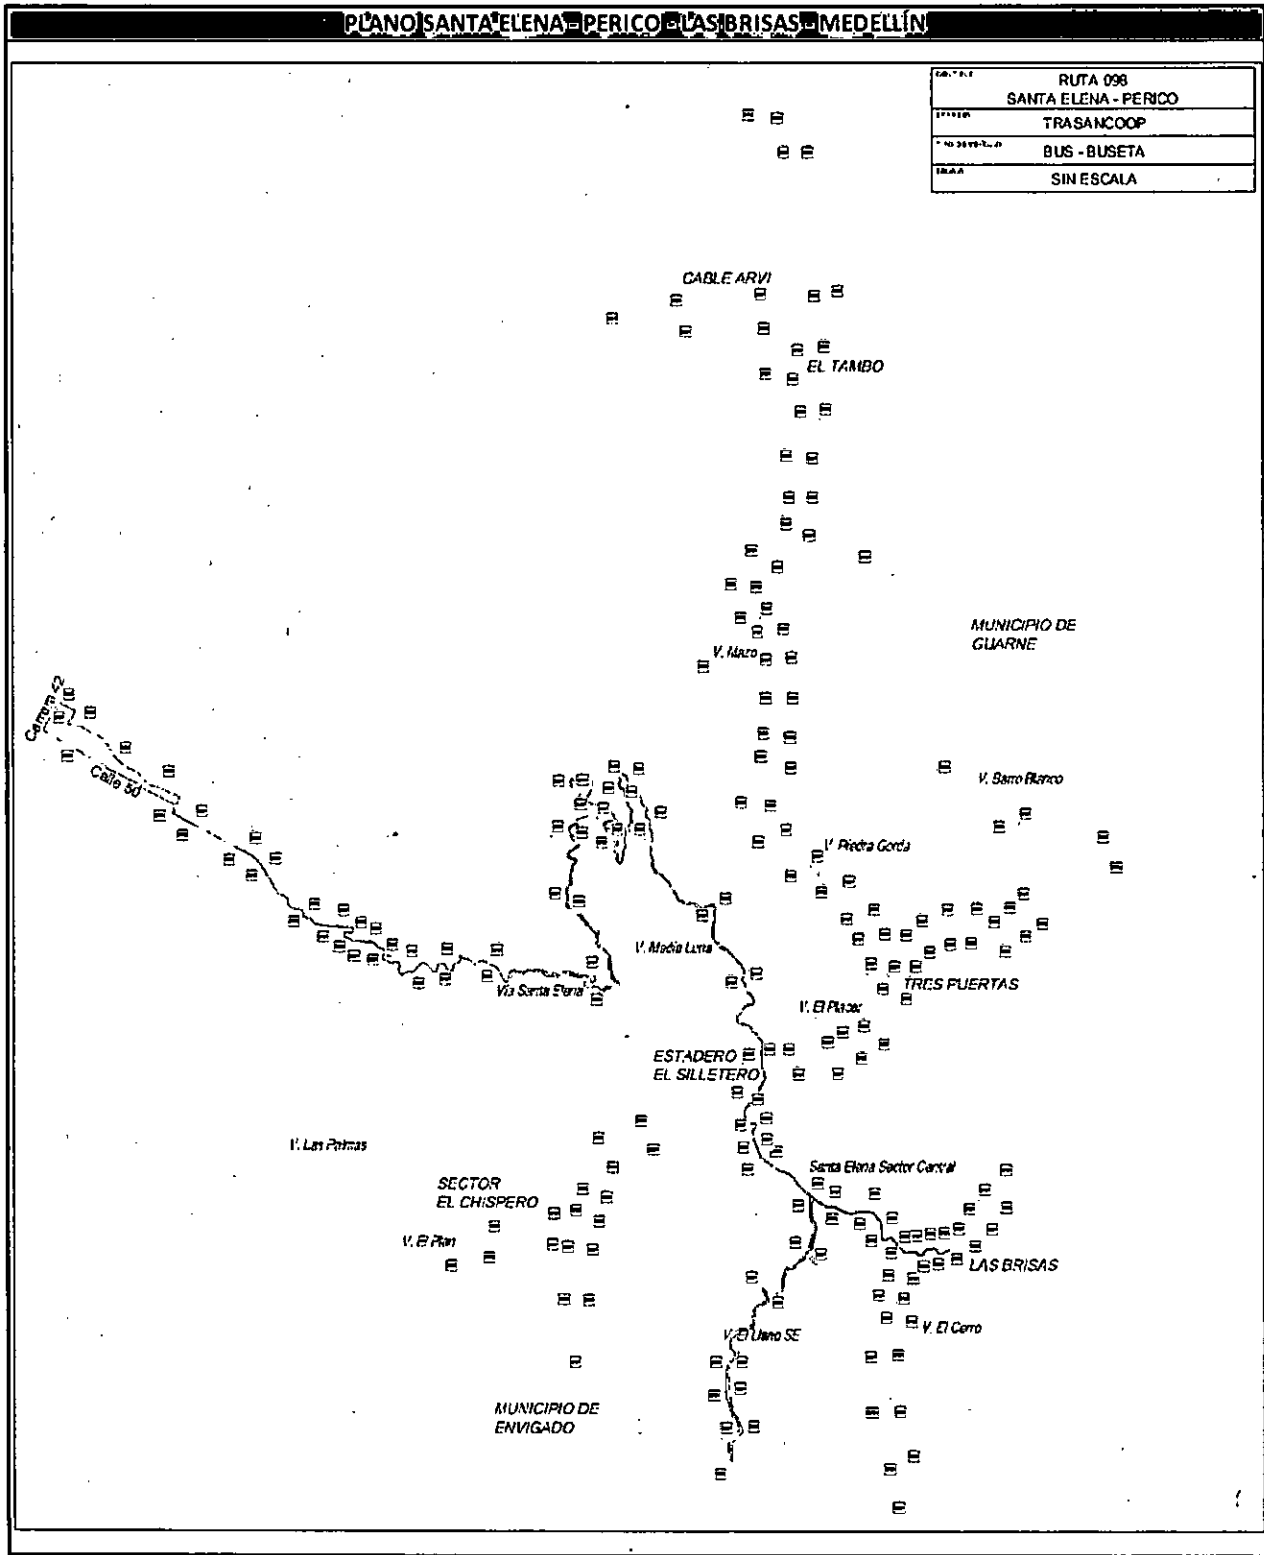 PLANO SANTA ELENA - PERICO - LAS BRISAS - MEDELLÍN
RUTA 098
SANTA ELENA - PERICO
TRASANCOOP
BUS - BUSETA
SIN ESCALA
CABLE ARVI
EL TAMBO
MUNICIPIO DE
GUARNE
V. Mazo
Carrera 42
Calle 50
V. Barro Blanco
V. Piedra Gorda
V. Media Luna
Vía Santa Elena
TRES PUERTAS
V. El Placer
ESTADERO
EL SILLETERO
V. Las Palmas
Santa Elena Sector Central
SECTOR
EL CHISPERO
V. El Plan
LAS BRISAS
V. El Cerro
V. El Llano SE
MUNICIPIO DE
ENVIGADO